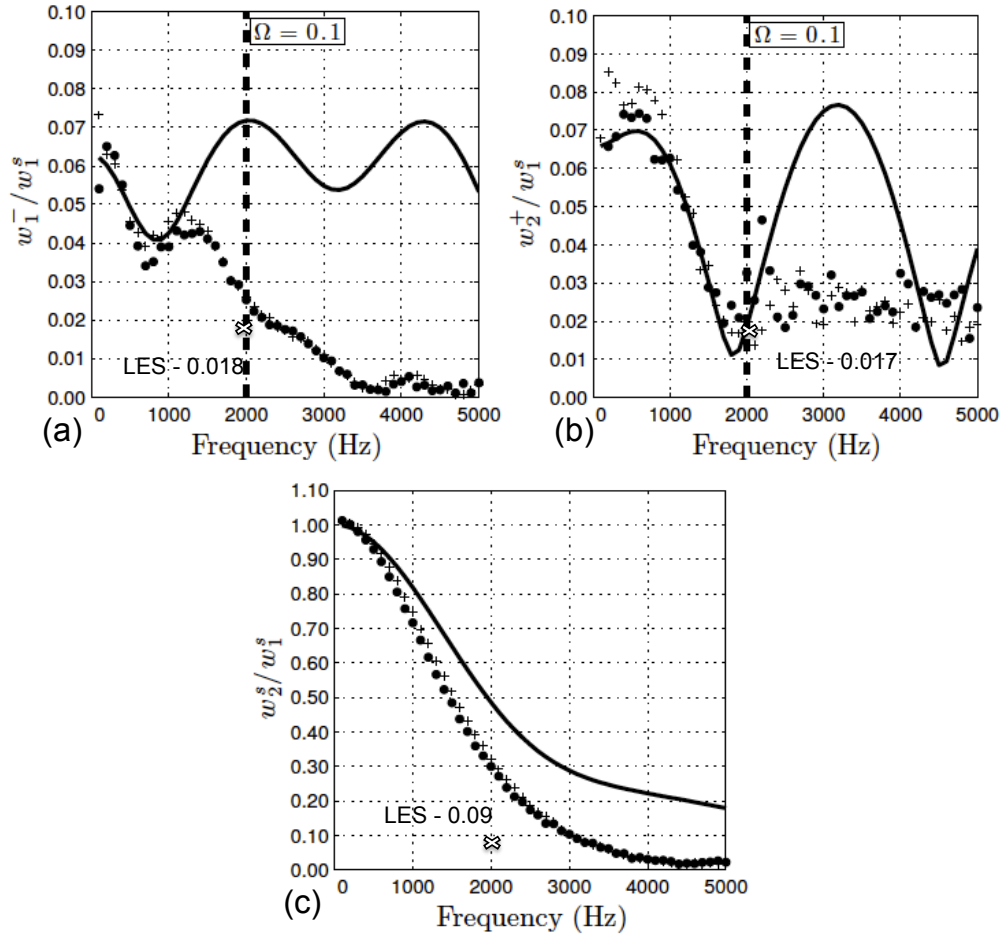 0.10
0.09
0.08
0.07
0.06
0.05
0.04
0.03
0.02
0.01
0.00
w₁⁻/w₁ˢ
Ω = 0.1
LES - 0.018
0 1000 2000 3000 4000 5000
Frequency (Hz)
(a)
0.10
0.09
0.08
0.07
0.06
0.05
0.04
0.03
0.02
0.01
0.00
w₂⁺/w₁ˢ
Ω = 0.1
LES - 0.017
0 1000 2000 3000 4000 5000
Frequency (Hz)
(b)
1.10
1.00
0.90
0.80
0.70
0.60
0.50
0.40
0.30
0.20
0.10
0.00
w₂ˢ/w₁ˢ
LES - 0.09
0 1000 2000 3000 4000 5000
Frequency (Hz)
(c)